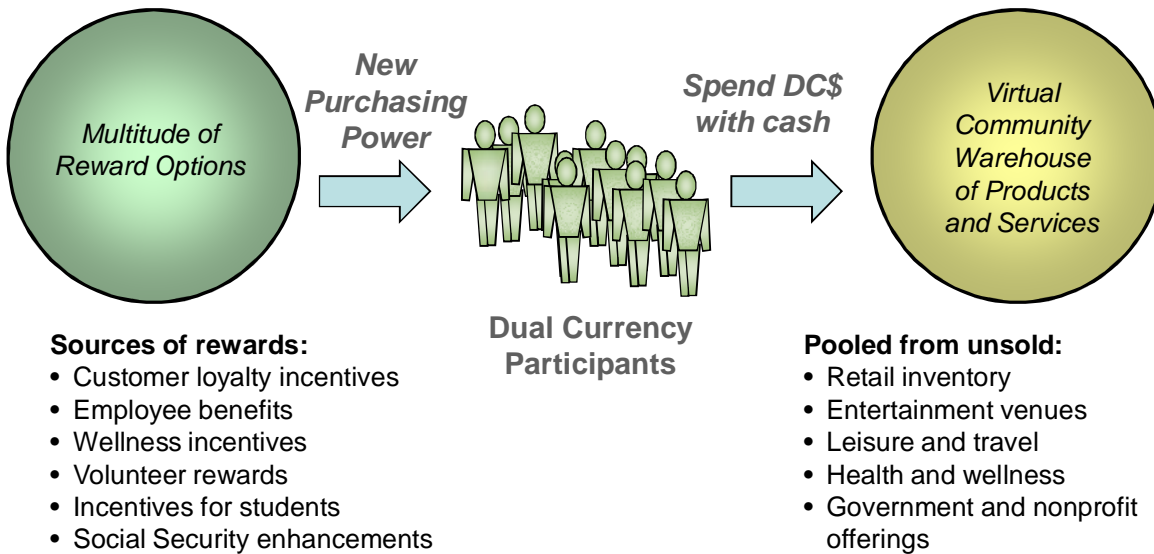 Multitude of
Reward Options
New
Purchasing
Power
Spend DC$
with cash
Virtual
Community
Warehouse
of Products
and Services
Dual Currency
Participants
Sources of rewards:
• Customer loyalty incentives
• Employee benefits
• Wellness incentives
• Volunteer rewards
• Incentives for students
• Social Security enhancements
Pooled from unsold:
• Retail inventory
• Entertainment venues
• Leisure and travel
• Health and wellness
• Government and nonprofit
offerings